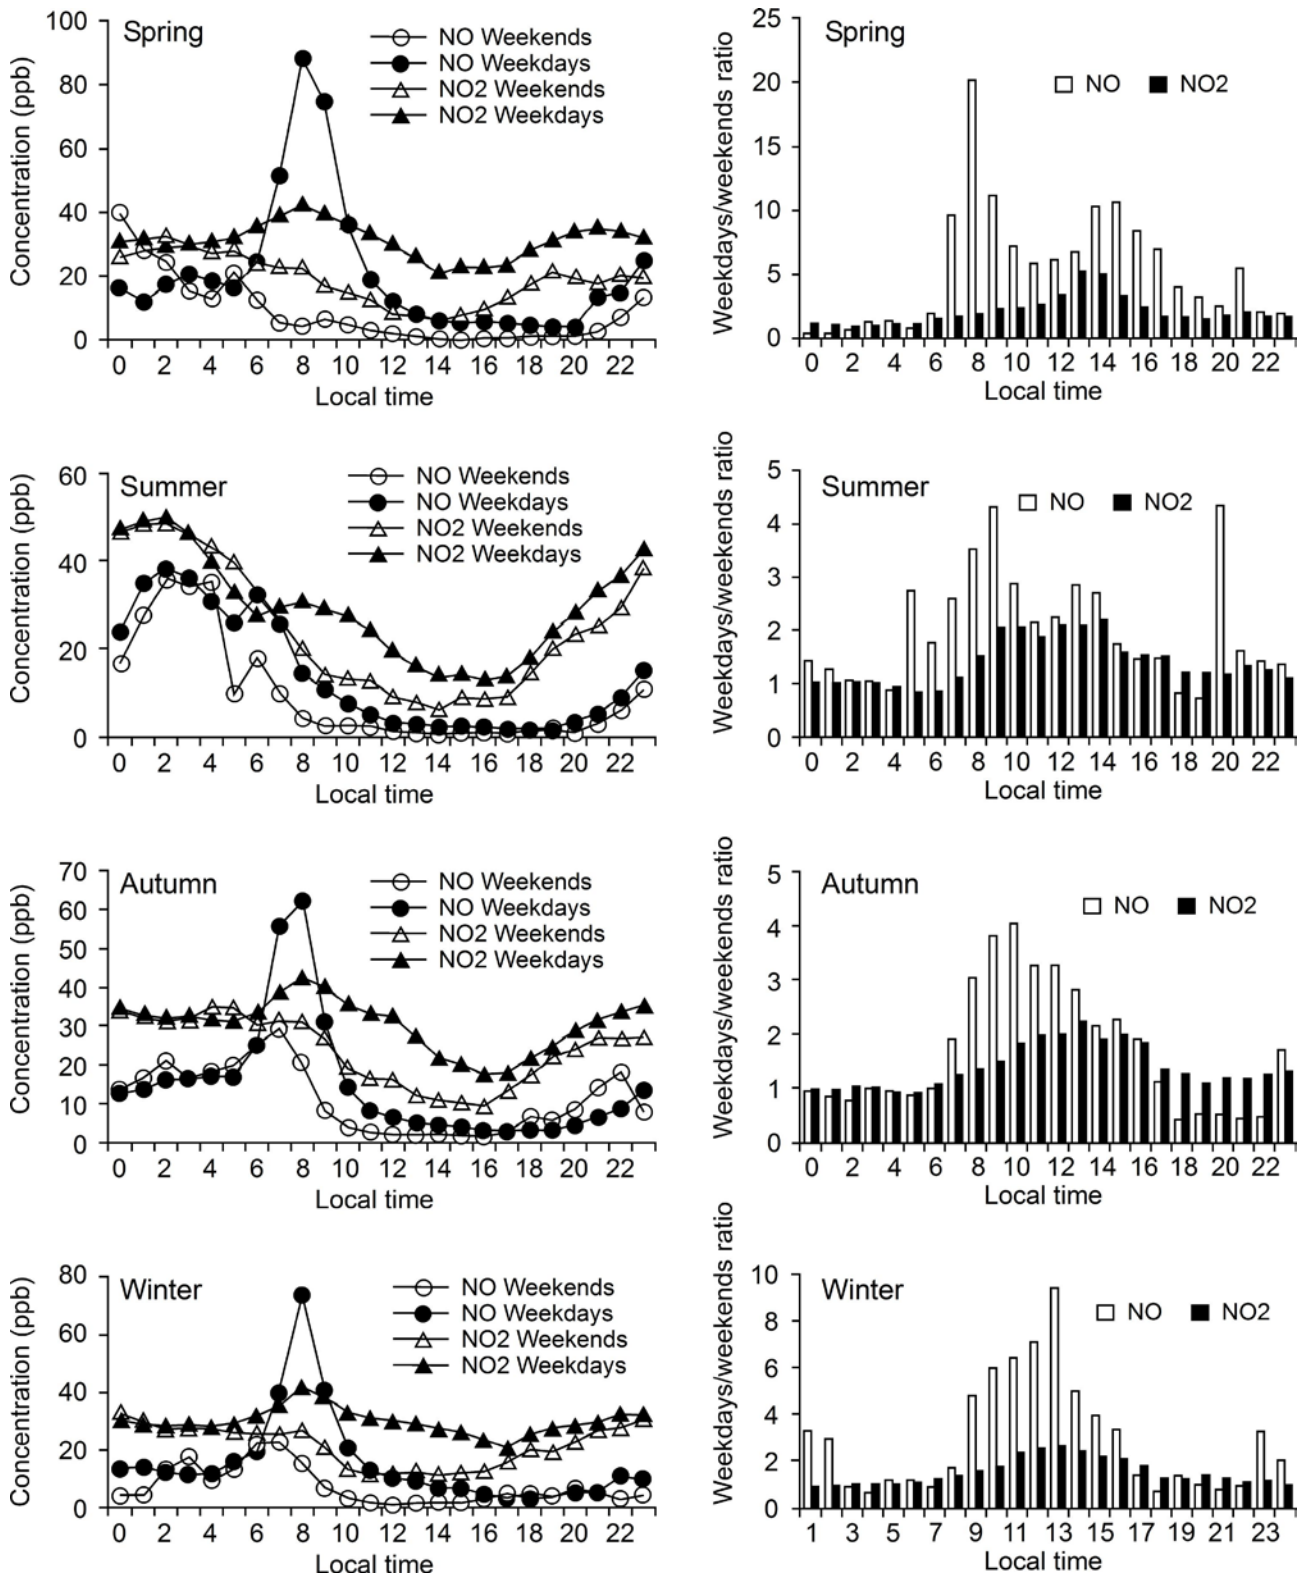 Spring
NO Weekends
NO Weekdays
NO2 Weekends
NO2 Weekdays
Concentration (ppb)
100
80
60
40
20
0
0 2 4 6 8 10 12 14 16 18 20 22
Local time
Spring
NO NO2
Weekdays/weekends ratio
25
20
15
10
5
0
0 2 4 6 8 10 12 14 16 18 20 22
Local time
Summer
NO Weekends
NO Weekdays
NO2 Weekends
NO2 Weekdays
Concentration (ppb)
60
40
20
0
0 2 4 6 8 10 12 14 16 18 20 22
Local time
Summer
NO NO2
Weekdays/weekends ratio
5
4
3
2
1
0
0 2 4 6 8 10 12 14 16 18 20 22
Local time
Autumn
NO Weekends
NO Weekdays
NO2 Weekends
NO2 Weekdays
Concentration (ppb)
70
60
50
40
30
20
10
0
0 2 4 6 8 10 12 14 16 18 20 22
Local time
Autumn
NO NO2
Weekdays/weekends ratio
5
4
3
2
1
0
0 2 4 6 8 10 12 14 16 18 20 22
Local time
Winter
NO Weekends
NO Weekdays
NO2 Weekends
NO2 Weekdays
Concentration (ppb)
80
60
40
20
0
0 2 4 6 8 10 12 14 16 18 20 22
Local time
Winter
NO NO2
Weekdays/weekends ratio
10
8
6
4
2
0
1 3 5 7 9 11 13 15 17 19 21 23
Local time